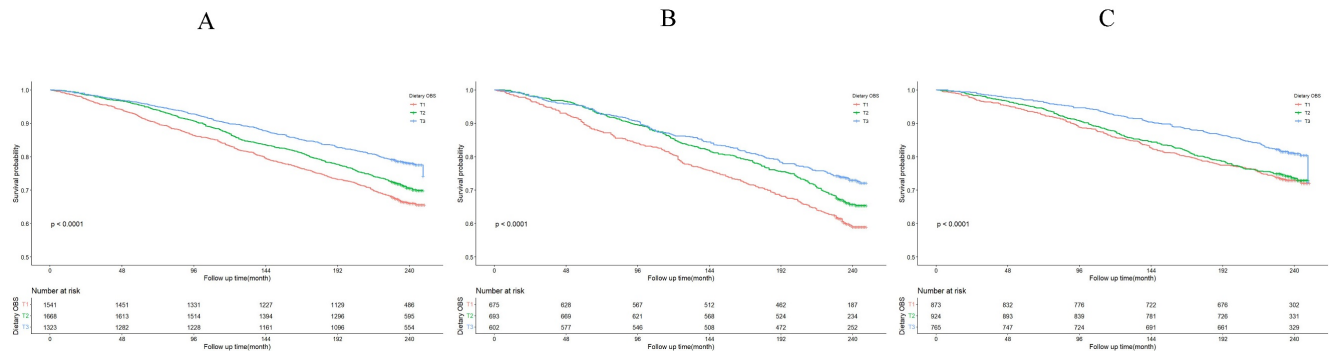 A
Dietary OBS
T1
T2
T3
Survival probability
1.0
0.9
0.8
0.7
0.6
0.5
p < 0.0001
0 48 96 144 192 240
Follow up time(month)
Number at risk
Dietary OBS
T1 1541 1451 1331 1227 1129 486
T2 1668 1613 1514 1394 1296 595
T3 1323 1282 1228 1161 1096 554
0 48 96 144 192 240
Follow up time(month)
B
Dietary OBS
T1
T2
T3
Survival probability
1.0
0.9
0.8
0.7
0.6
0.5
p < 0.0001
0 48 96 144 192 240
Follow up time(month)
Number at risk
Dietary OBS
T1 675 628 567 512 462 187
T2 693 669 621 568 524 234
T3 602 577 546 508 472 252
0 48 96 144 192 240
Follow up time(month)
C
Dietary OBS
T1
T2
T3
Survival probability
1.0
0.9
0.8
0.7
0.6
0.5
p < 0.0001
0 48 96 144 192 240
Follow up time(month)
Number at risk
Dietary OBS
T1 873 832 776 722 676 302
T2 924 893 839 781 726 331
T3 765 747 724 691 661 329
0 48 96 144 192 240
Follow up time(month)